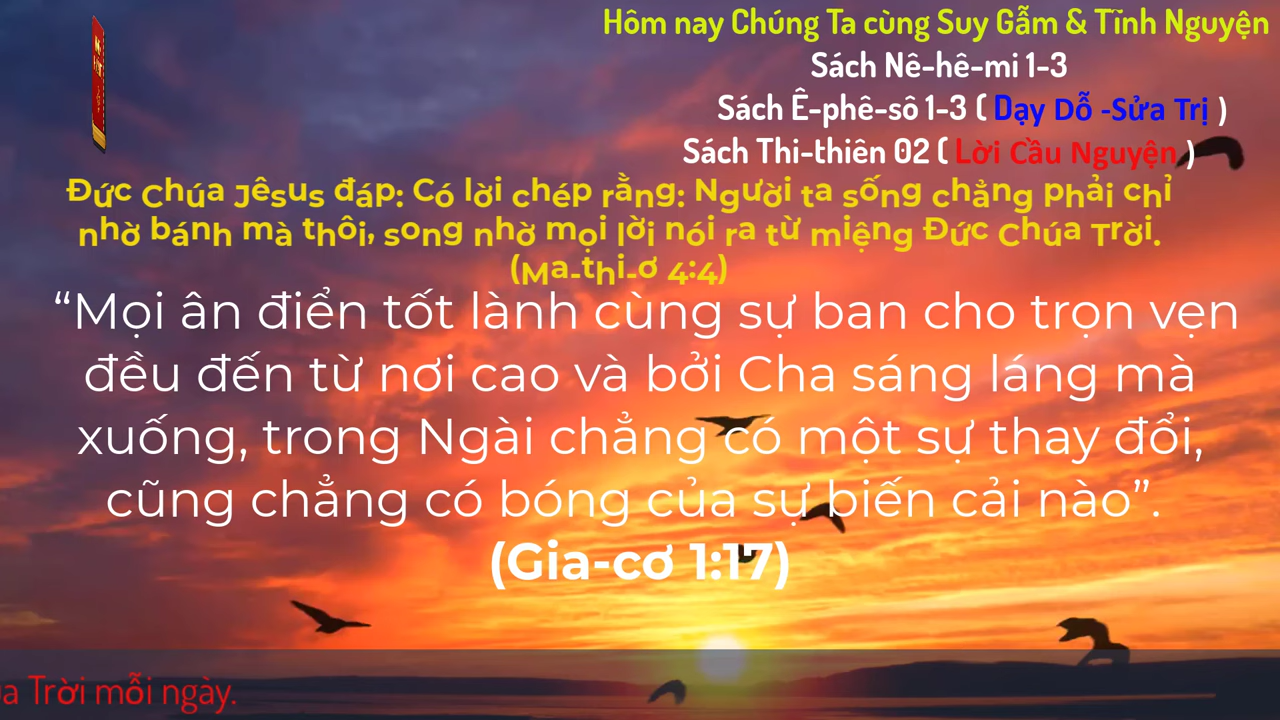 Hôm nay Chúng Ta cùng Suy Gẫm & Tĩnh Nguyện
Sách Nê-hê-mi 1-3
Sách Ê-phê-sô 1-3 ( Dạy Dỗ -Sửa Trị )
Sách Thi-thiên 02 ( Lời Cầu Nguyện )
Đức Chúa Jêsus đáp: Có lời chép rằng: Người ta sống chẳng phải chỉ
nhờ bánh mà thôi, song nhờ mọi lời nói ra từ miệng Đức Chúa Trời.
(Ma-thi-ơ 4:4)
“Mọi ân điển tốt lành cùng sự ban cho trọn vẹn
đều đến từ nơi cao và bởi Cha sáng láng mà
xuống, trong Ngài chẳng có một sự thay đổi,
cũng chẳng có bóng của sự biến cải nào”.
(Gia-cơ 1:17)
Trời mỗi ngày.